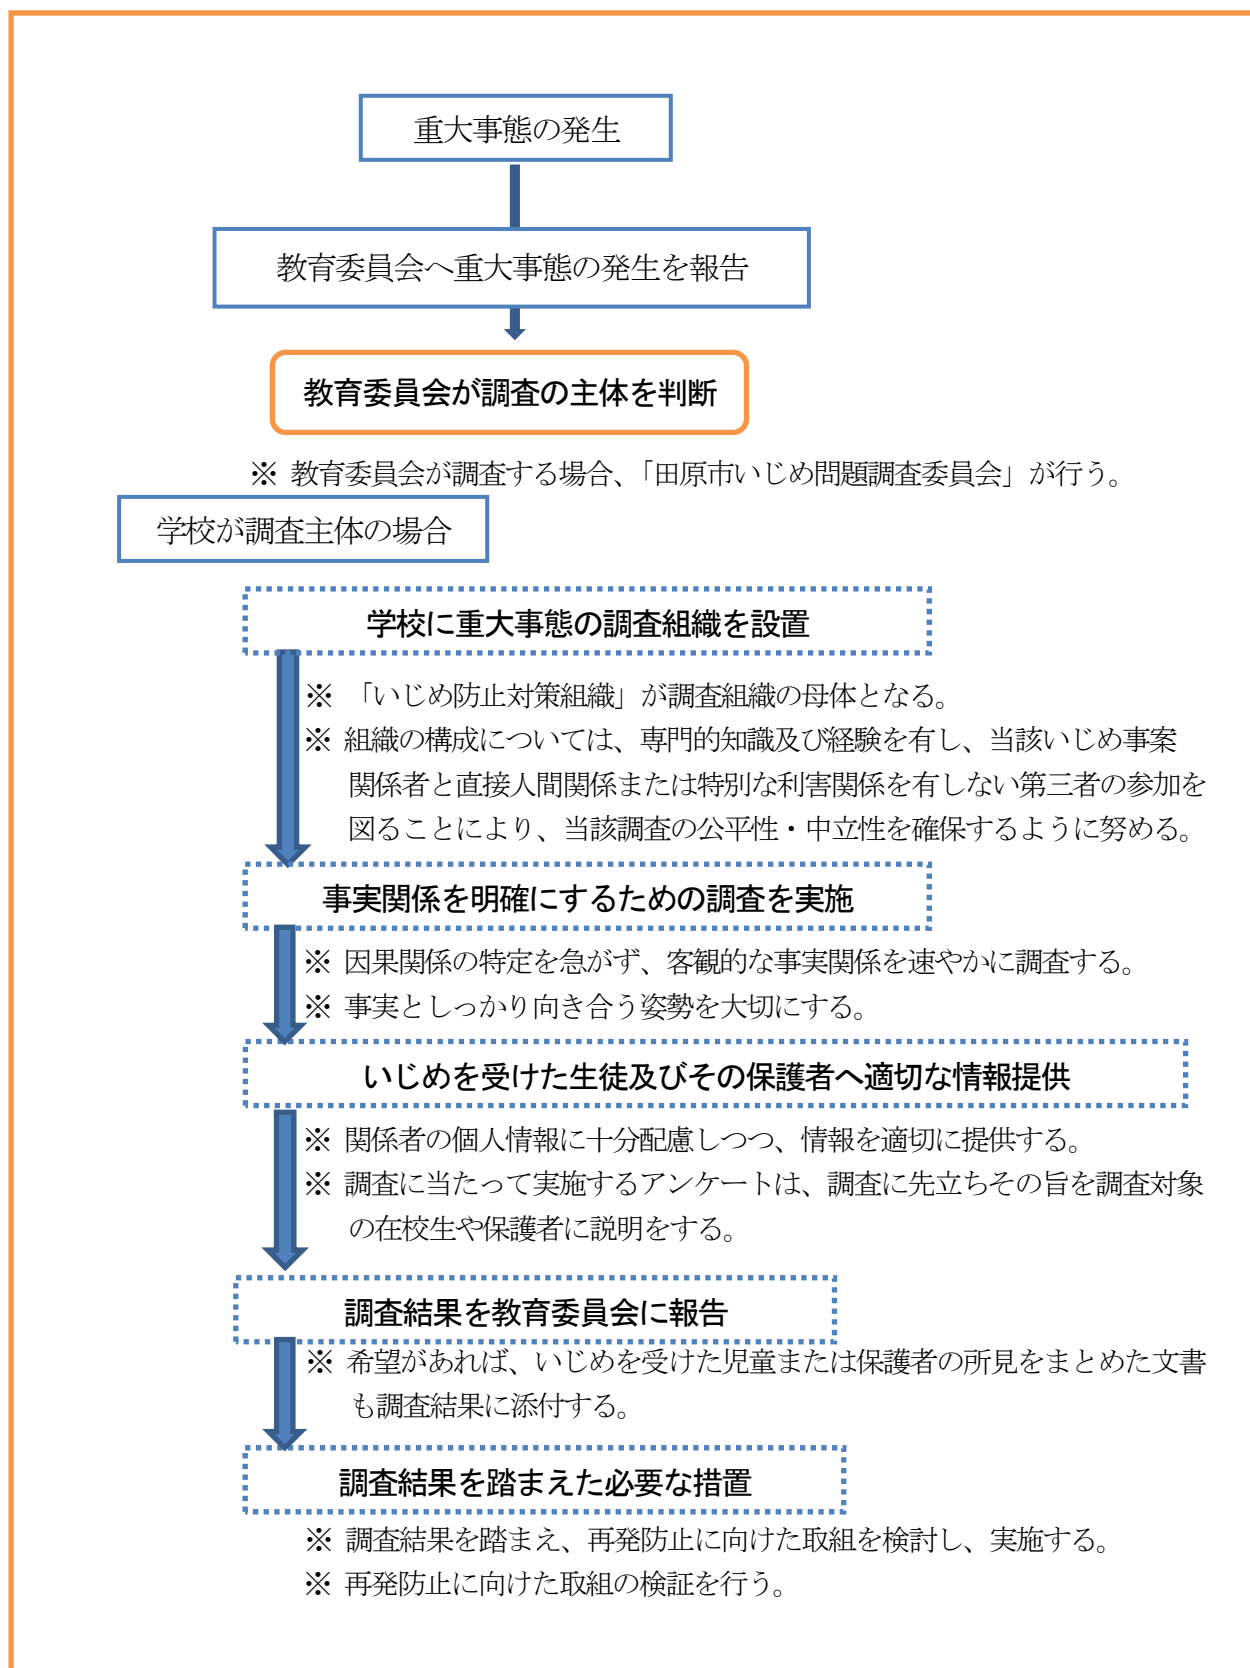 重大事態の発生
教育委員会へ重大事態の発生を報告
教育委員会が調査の主体を判断
※ 教育委員会が調査する場合、「田原市いじめ問題調査委員会」が行う。
学校が調査主体の場合
学校に重大事態の調査組織を設置
※ 「いじめ防止対策組織」が調査組織の母体となる。
※ 組織の構成については、専門的知識及び経験を有し、当該いじめ事案
関係者と直接人間関係または特別な利害関係を有しない第三者の参加を
図ることにより、当該調査の公平性・中立性を確保するように努める。
事実関係を明確にするための調査を実施
※ 因果関係の特定を急がず、客観的な事実関係を速やかに調査する。
※ 事実としっかり向き合う姿勢を大切にする。
いじめを受けた生徒及びその保護者へ適切な情報提供
※ 関係者の個人情報に十分配慮しつつ、情報を適切に提供する。
※ 調査に当たって実施するアンケートは、調査に先立ちその旨を調査対象
の在校生や保護者に説明をする。
調査結果を教育委員会に報告
※ 希望があれば、いじめを受けた児童または保護者の所見をまとめた文書
も調査結果に添付する。
調査結果を踏まえた必要な措置
※ 調査結果を踏まえ、再発防止に向けた取組を検討し、実施する。
※ 再発防止に向けた取組の検証を行う。